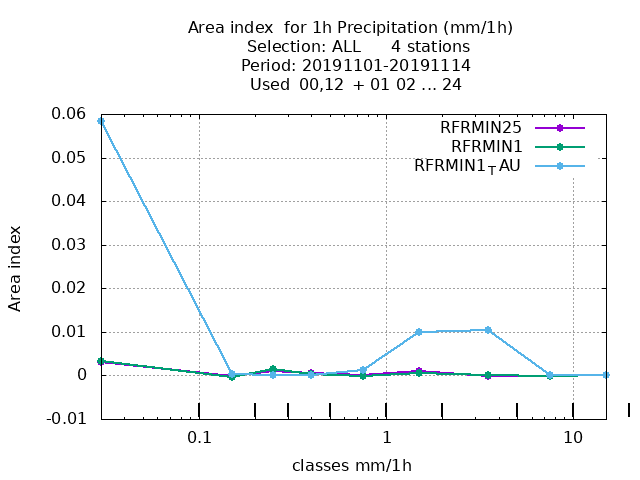 Area index  for 1h Precipitation (mm/1h)
Selection: ALL      4 stations
Period: 20191101-20191114
Used  00,12  + 01 02 ... 24
0.06
0.05
0.04
0.03
0.02
0.01
0
-0.01
Area index
RFRMIN25
RFRMIN1
RFRMIN1TAU
0.1
1
10
classes mm/1h